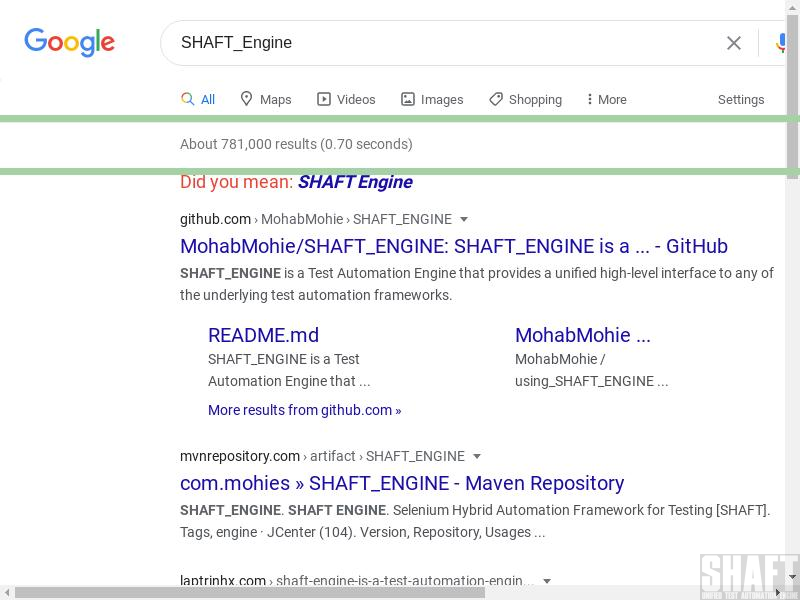 Google
SHAFT_Engine
All Maps Videos Images Shopping More Settings
About 781,000 results (0.70 seconds)
Did you mean: SHAFT Engine
github.com › MohabMohie › SHAFT_ENGINE
MohabMohie/SHAFT_ENGINE: SHAFT_ENGINE is a ... - GitHub
SHAFT_ENGINE is a Test Automation Engine that provides a unified high-level interface to any of
the underlying test automation frameworks.
README.md
SHAFT_ENGINE is a Test
Automation Engine that ...
MohabMohie ...
MohabMohie /
using_SHAFT_ENGINE ...
More results from github.com »
mvnrepository.com › artifact › SHAFT_ENGINE
com.mohies » SHAFT_ENGINE - Maven Repository
SHAFT_ENGINE. SHAFT ENGINE. Selenium Hybrid Automation Framework for Testing [SHAFT].
Tags, engine · JCenter (104). Version, Repository, Usages ...
laptrinhx.com › shaft-engine-is-a-test-automation-engin...
SHAFT